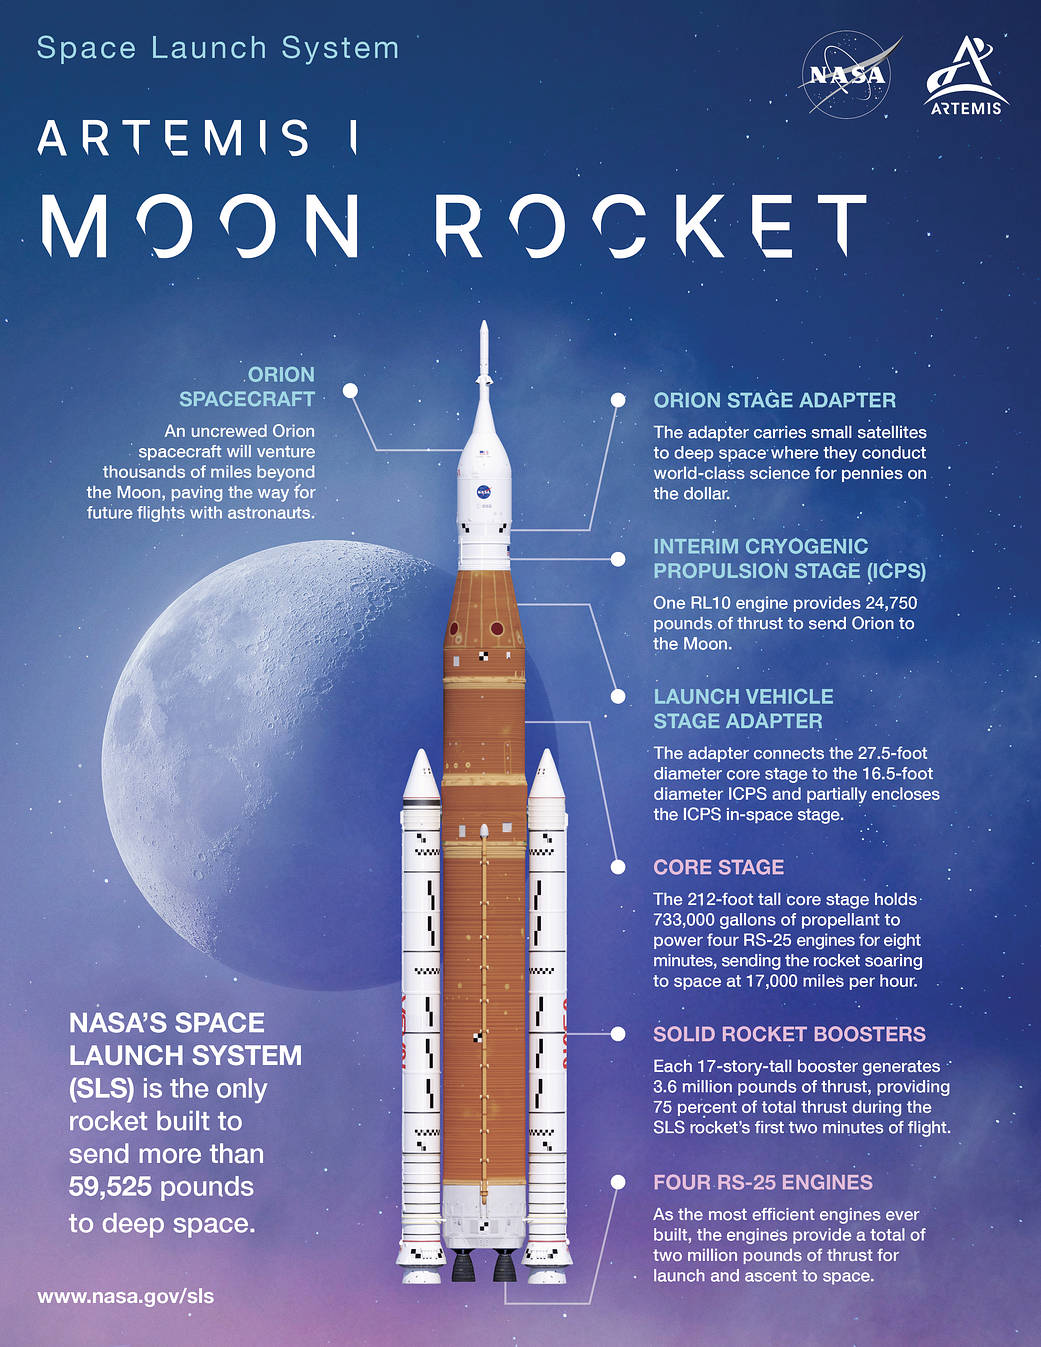 Space Launch System
NASA
ARTEMIS
ARTEMIS I
MOON ROCKET
ORION
SPACECRAFT
An uncrewed Orion
spacecraft will venture
thousands of miles beyond
the Moon, paving the way for
future flights with astronauts.
ORION STAGE ADAPTER
The adapter carries small satellites
to deep space where they conduct
world-class science for pennies on
the dollar.
INTERIM CRYOGENIC
PROPULSION STAGE (ICPS)
One RL10 engine provides 24,750
pounds of thrust to send Orion to
the Moon.
LAUNCH VEHICLE
STAGE ADAPTER
The adapter connects the 27.5-foot
diameter core stage to the 16.5-foot
diameter ICPS and partially encloses
the ICPS in-space stage.
CORE STAGE
The 212-foot tall core stage holds
733,000 gallons of propellant to
power four RS-25 engines for eight
minutes, sending the rocket soaring
to space at 17,000 miles per hour.
SOLID ROCKET BOOSTERS
Each 17-story-tall booster generates
3.6 million pounds of thrust, providing
75 percent of total thrust during the
SLS rocket's first two minutes of flight.
FOUR RS-25 ENGINES
As the most efficient engines ever
built, the engines provide a total of
two million pounds of thrust for
launch and ascent to space.
NASA
esa
NASA'S SPACE
LAUNCH SYSTEM
(SLS) is the only
rocket built to
send more than
59,525 pounds
to deep space.
www.nasa.gov/sls